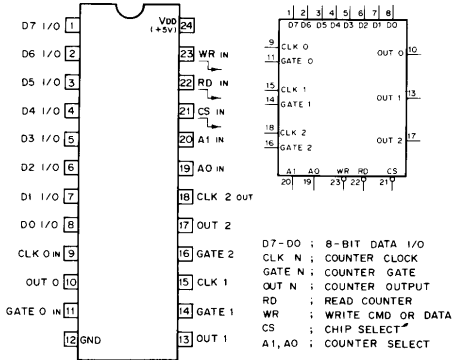 D7 I/O 1
D6 I/O 2
D5 I/O 3
D4 I/O 4
D3 I/O 5
D2 I/O 6
D1 I/O 7
D0 I/O 8
CLK 0 IN 9
OUT 0 10
GATE 0 IN 11
12 GND
VDD 24
(+5V)
23 WR IN
22 RD IN
21 CS IN
20 A1 IN
19 A0 IN
18 CLK 2 OUT
17 OUT 2
16 GATE 2
15 CLK 1
14 GATE 1
13 OUT 1
1 2 3 4 5 6 7 8
D7 D6 D5 D4 D3 D2 D1 D0
9 CLK 0
11 GATE 0
OUT 0 10
15 CLK 1
14 GATE 1
OUT 1 13
18 CLK 2
16 GATE 2
OUT 2 17
A1 A0 WR RD CS
20 19 23 22 21
D7-D0 ; 8-BIT DATA I/O
CLK N ; COUNTER CLOCK
GATE N ; COUNTER GATE
OUT N ; COUNTER OUTPUT
RD ; READ COUNTER
WR ; WRITE CMD OR DATA
CS ; CHIP SELECT
A1, A0 ; COUNTER SELECT